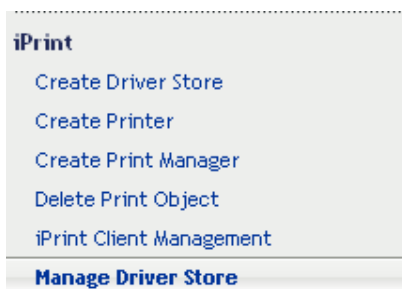 iPrint
Create Driver Store
Create Printer
Create Print Manager
Delete Print Object
iPrint Client Management
Manage Driver Store